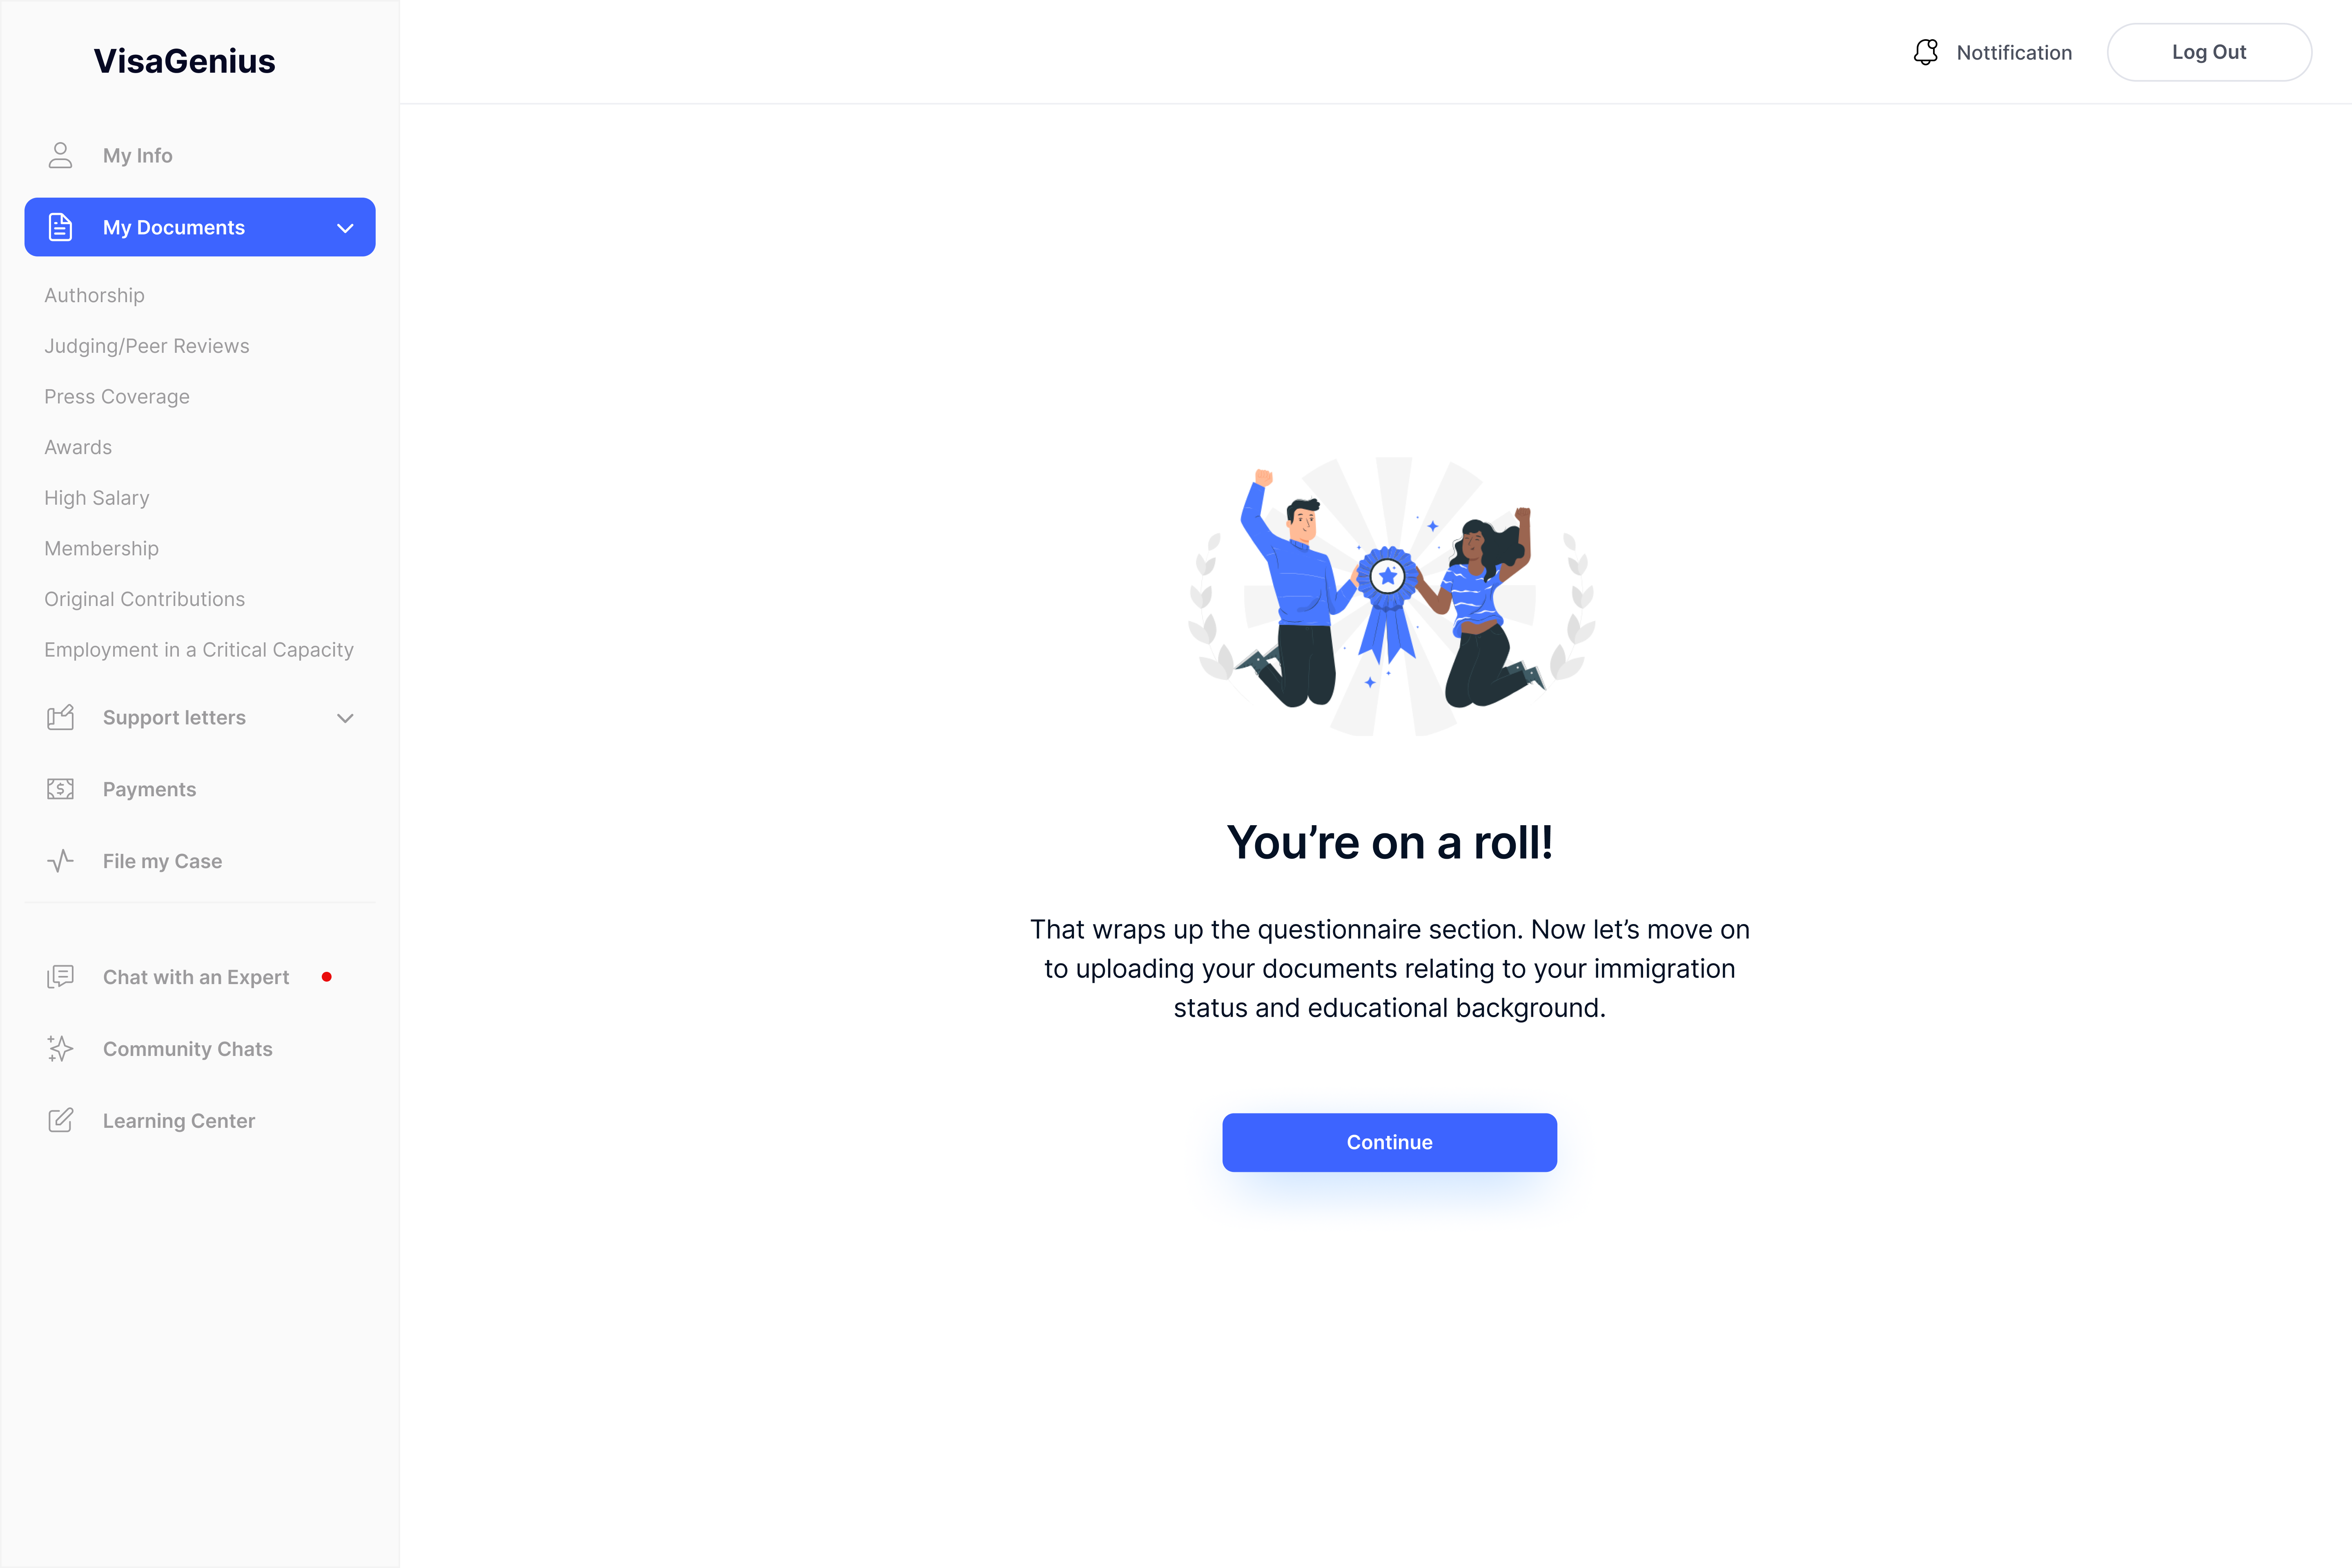 VisaGenius
Nottification
Log Out
My Info
My Documents
Authorship
Judging/Peer Reviews
Press Coverage
Awards
High Salary
Membership
Original Contributions
Employment in a Critical Capacity
Support letters
Payments
File my Case
Chat with an Expert
Community Chats
Learning Center
You’re on a roll!
That wraps up the questionnaire section. Now let’s move on
to uploading your documents relating to your immigration
status and educational background.
Continue